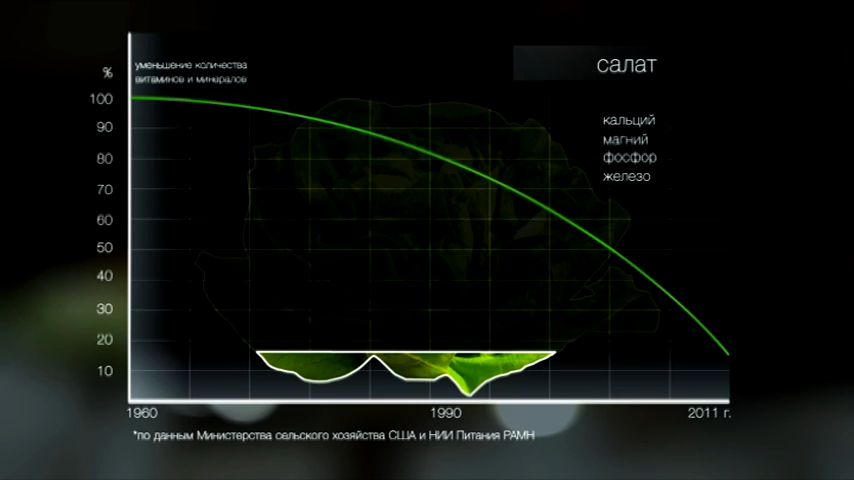 уменьшение количества
витаминов и минералов
%
100
90
80
70
60
50
40
30
20
10
1960
1990
2011 г.
салат
кальций
магний
фосфор
железо
*по данным Министерства сельского хозяйства США и НИИ Питания РАМН